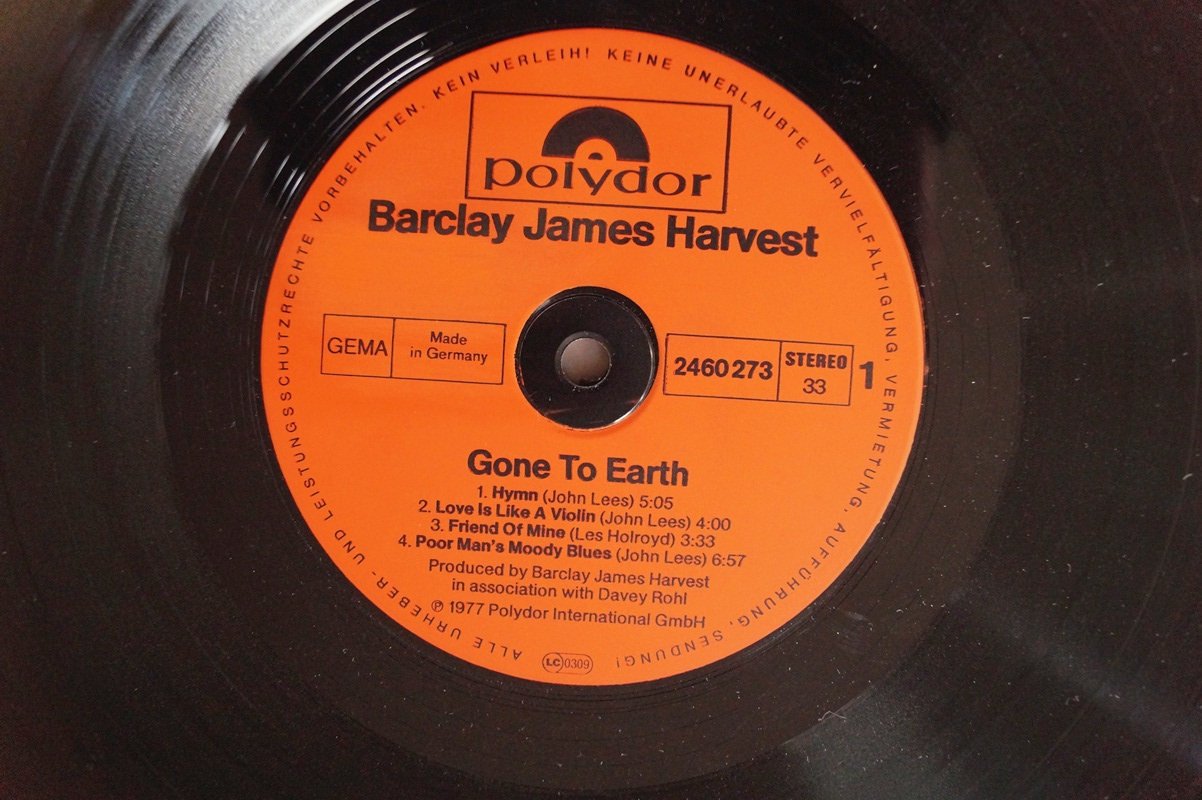 ALLE URHEBER- UND LEISTUNGSSCHUTZRECHTE VORBEHALTEN. KEIN VERLEIH! KEINE UNERLAUBTE VERVIELFÄLTIGUNG, VERMIETUNG, AUFFÜHRUNG, SENDUNG!
polydor
Barclay James Harvest
GEMA
Made
in Germany
2460 273
STEREO
33
1
Gone To Earth
1. Hymn (John Lees) 5:05
2. Love Is Like A Violin (John Lees) 4:00
3. Friend Of Mine (Les Holroyd) 3:33
4. Poor Man's Moody Blues (John Lees) 6:57
Produced by Barclay James Harvest
in association with Davey Rohl
℗ 1977 Polydor International GmbH
LC 0309